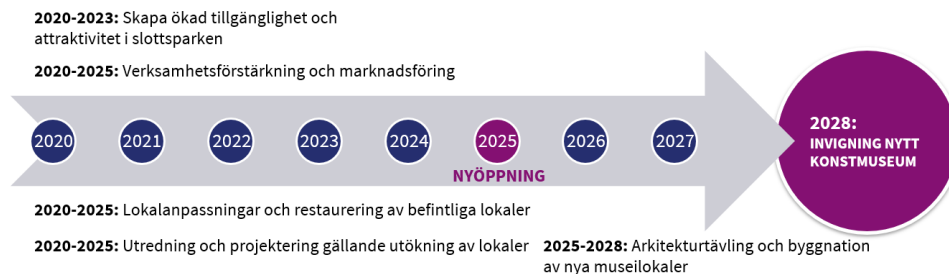 2020-2023: Skapa ökad tillgänglighet och
attraktivitet i slottsparken
2020-2025: Verksamhetsförstärkning och marknadsföring
2020 2021 2022 2023 2024 2025 2026 2027
NYÖPPNING
2028:
INVIGNING NYTT
KONSTMUSEUM
2020-2025: Lokalanpassningar och restaurering av befintliga lokaler
2020-2025: Utredning och projektering gällande utökning av lokaler
2025-2028: Arkitekturtävling och byggnation
av nya museilokaler